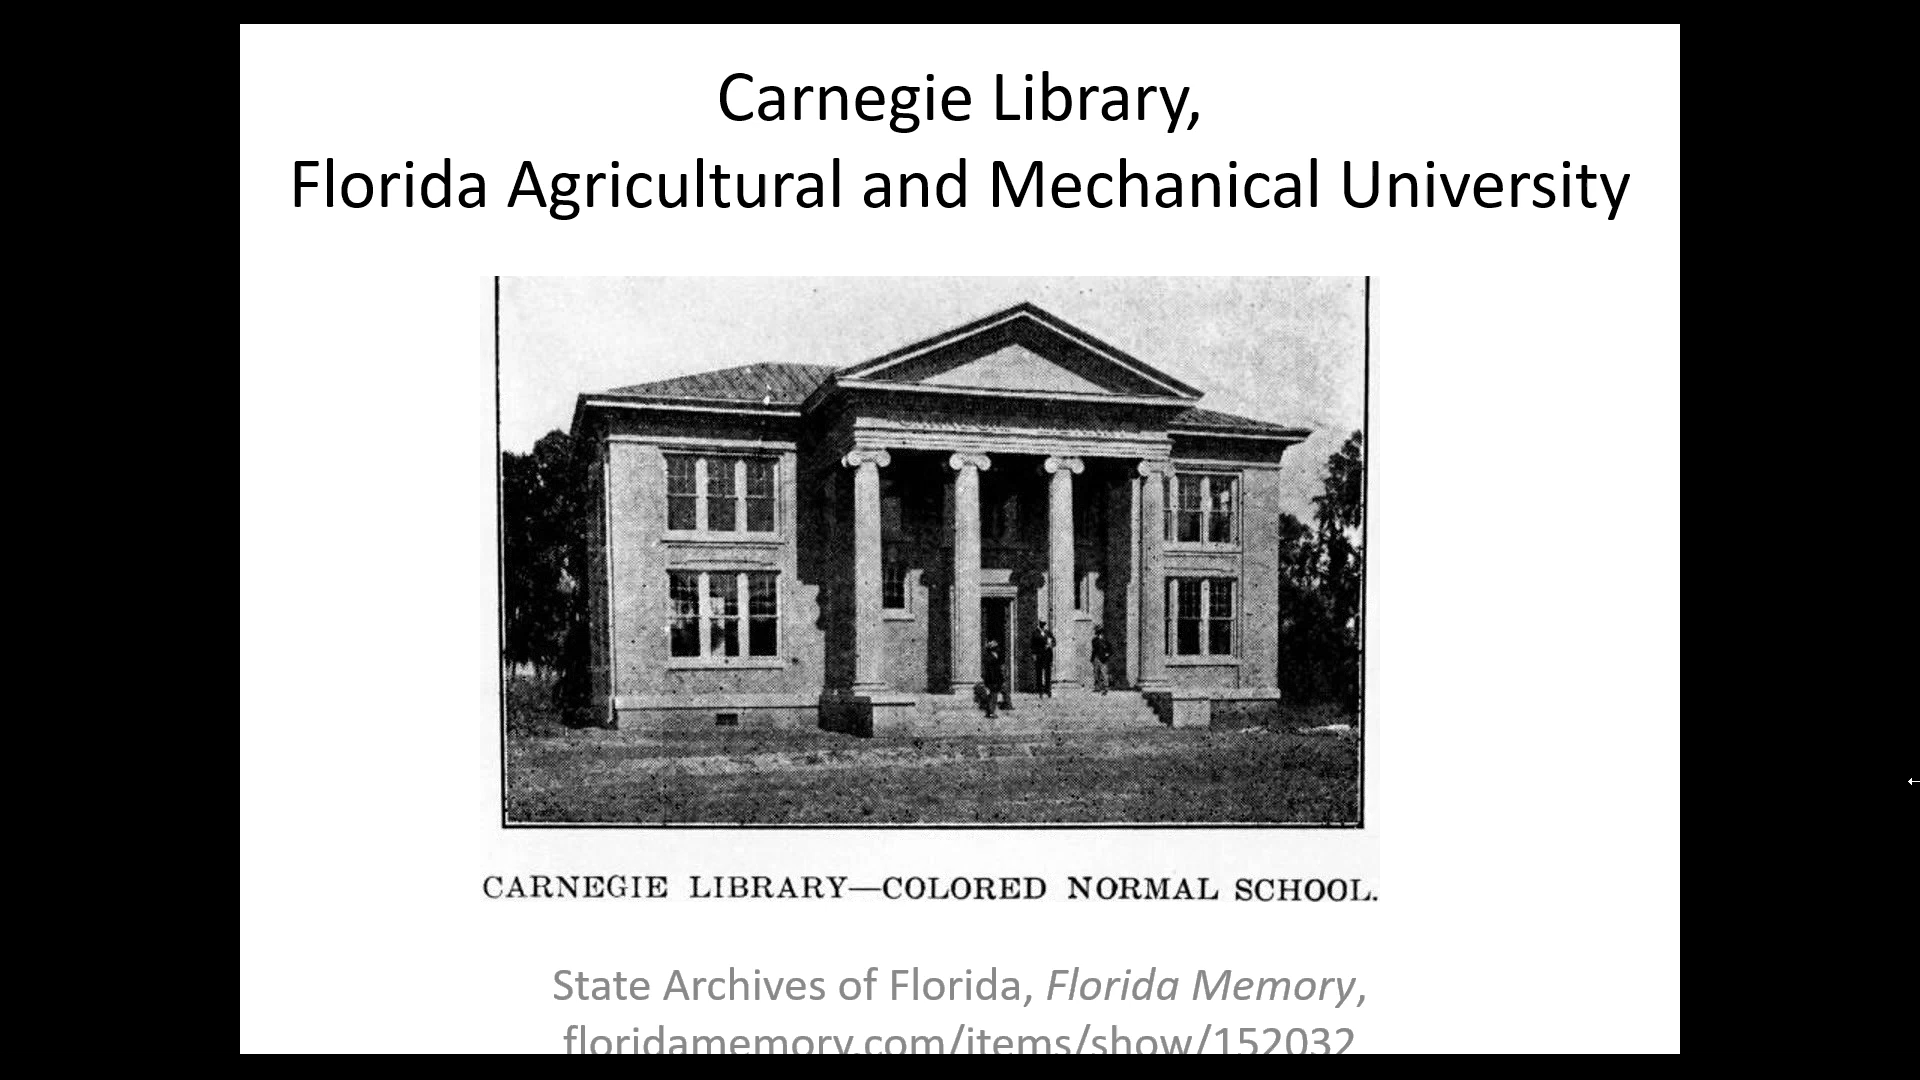 Carnegie Library,
Florida Agricultural and Mechanical University
CARNEGIE LIBRARY—COLORED NORMAL SCHOOL.
State Archives of Florida, Florida Memory,
floridamemory.com/items/show/152032